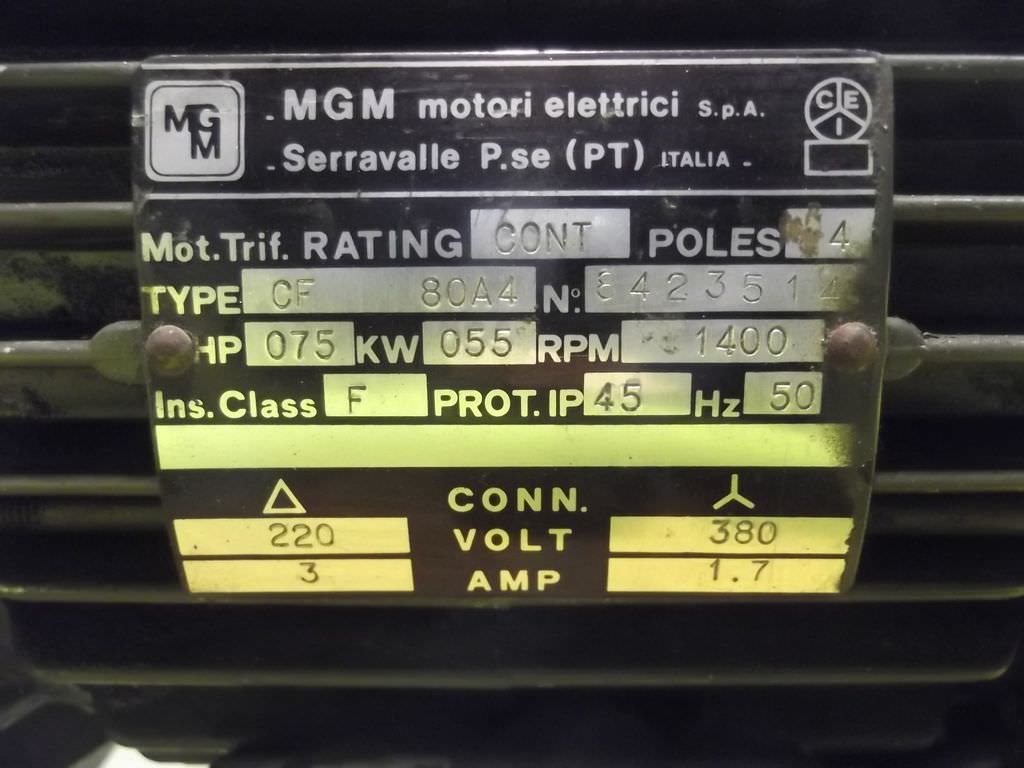 MGM
MGM motori elettrici S.p.A.
Serravalle P.se (PT) ITALIA
CEI
Mot.Trif. RATING CONT POLES 4
TYPE CF 80A4 N°: 8423514
HP 075 KW 055 RPM 1400
Ins.Class F PROT.IP 45 Hz 50
△ CONN.
220 VOLT 380
3 AMP 1.7